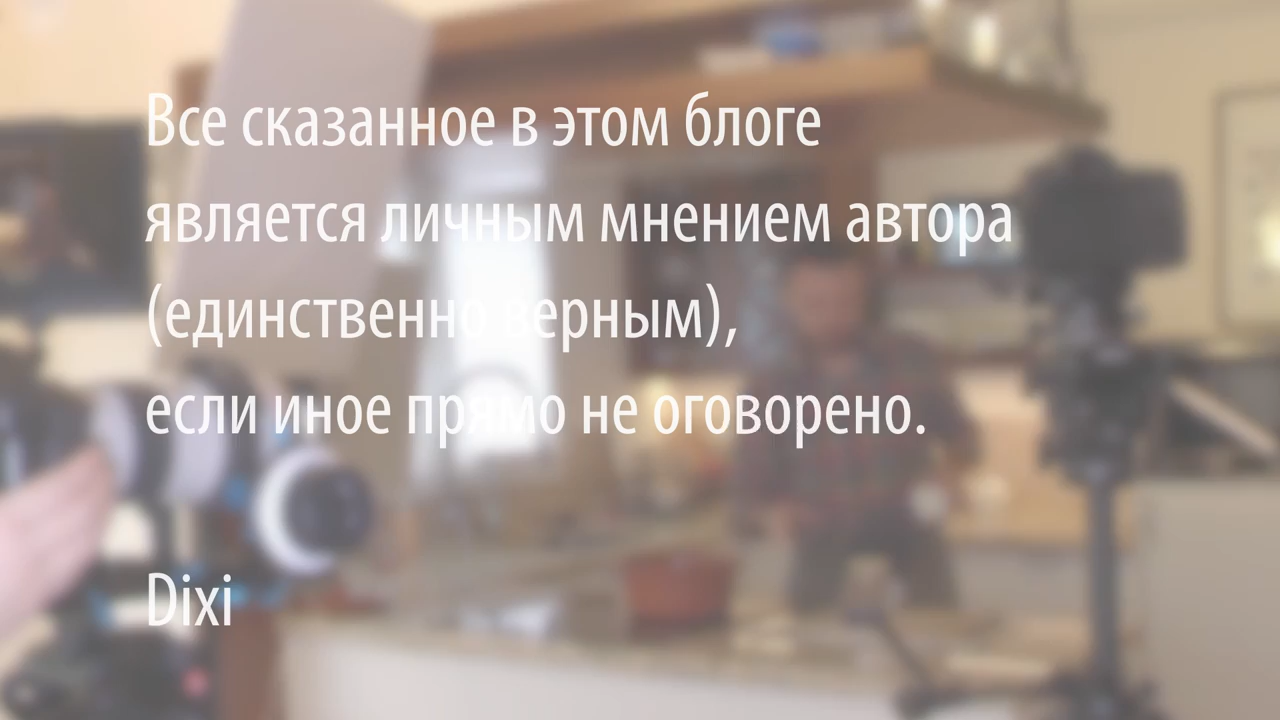 Все сказанное в этом блоге
является личным мнением автора
(единственно верным),
если иное прямо не оговорено.
Dixi